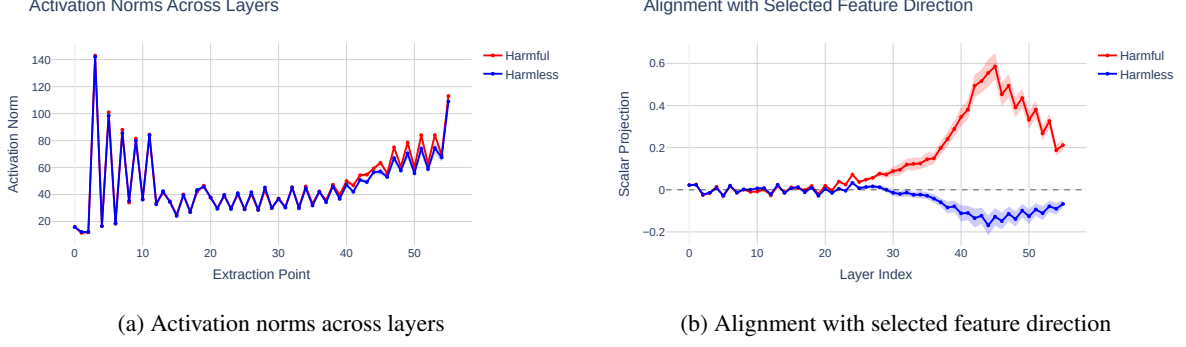 Activation Norms Across Layers
140
120
100
80
60
40
20
0
10
20
30
40
50
Activation Norm
Extraction Point
Harmful
Harmless
(a) Activation norms across layers
Alignment with Selected Feature Direction
0.6
0.4
0.2
0
−0.2
0
10
20
30
40
50
Scalar Projection
Layer Index
Harmful
Harmless
(b) Alignment with selected feature direction